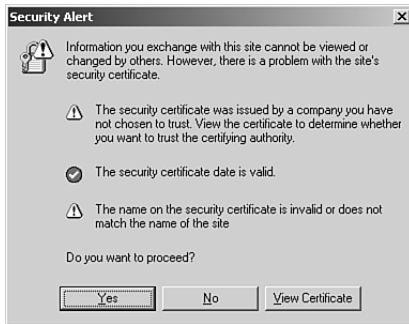 Security Alert
Information you exchange with this site cannot be viewed or
changed by others. However, there is a problem with the site's
security certificate.
The security certificate was issued by a company you have
not chosen to trust. View the certificate to determine whether
you want to trust the certifying authority.
The security certificate date is valid.
The name on the security certificate is invalid or does not
match the name of the site
Do you want to proceed?
Yes No View Certificate